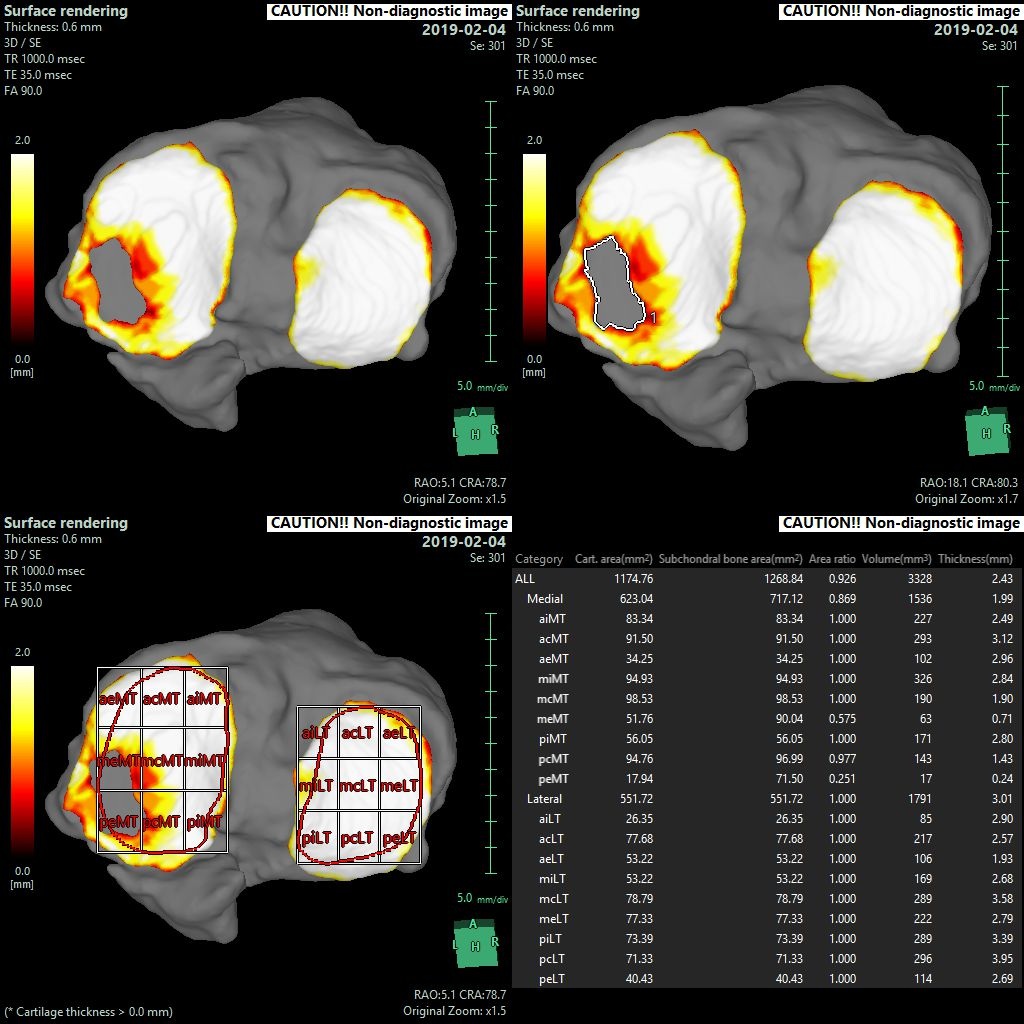 Surface rendering
CAUTION!! Non-diagnostic image
Thickness: 0.6 mm
2019-02-04
3D / SE
Se: 301
TR 1000.0 msec
TE 35.0 msec
FA 90.0
2.0
0.0
[mm]
5.0 mm/div
A
L H R
RAO:5.1 CRA:78.7
Original Zoom: x1.5
Surface rendering
CAUTION!! Non-diagnostic image
Thickness: 0.6 mm
2019-02-04
3D / SE
Se: 301
TR 1000.0 msec
TE 35.0 msec
FA 90.0
2.0
1
0.0
[mm]
5.0 mm/div
A
H R
RAO:18.1 CRA:80.3
Original Zoom: x1.7
Surface rendering
CAUTION!! Non-diagnostic image
Thickness: 0.6 mm
2019-02-04
3D / SE
Se: 301
TR 1000.0 msec
TE 35.0 msec
FA 90.0
2.0
aeMT acMT aiMT
meMT mcMT miMT
peMT pcMT piMT
aiLT acLT aeLT
miLT mcLT meLT
piLT pcLT peLT
0.0
[mm]
5.0 mm/div
A
L H R
RAO:5.1 CRA:78.7
Original Zoom: x1.5
(* Cartilage thickness > 0.0 mm)
CAUTION!! Non-diagnostic image
Category Cart. area(mm²) Subchondral bone area(mm²) Area ratio Volume(mm³) Thickness(mm)
ALL 1174.76 1268.84 0.926 3328 2.43
Medial 623.04 717.12 0.869 1536 1.99
aiMT 83.34 83.34 1.000 227 2.49
acMT 91.50 91.50 1.000 293 3.12
aeMT 34.25 34.25 1.000 102 2.96
miMT 94.93 94.93 1.000 326 2.84
mcMT 98.53 98.53 1.000 190 1.90
meMT 51.76 90.04 0.575 63 0.71
piMT 56.05 56.05 1.000 171 2.80
pcMT 94.76 96.99 0.977 143 1.43
peMT 17.94 71.50 0.251 17 0.24
Lateral 551.72 551.72 1.000 1791 3.01
aiLT 26.35 26.35 1.000 85 2.90
acLT 77.68 77.68 1.000 217 2.57
aeLT 53.22 53.22 1.000 106 1.93
miLT 53.22 53.22 1.000 169 2.68
mcLT 78.79 78.79 1.000 289 3.58
meLT 77.33 77.33 1.000 222 2.79
piLT 73.39 73.39 1.000 289 3.39
pcLT 71.33 71.33 1.000 296 3.95
peLT 40.43 40.43 1.000 114 2.69